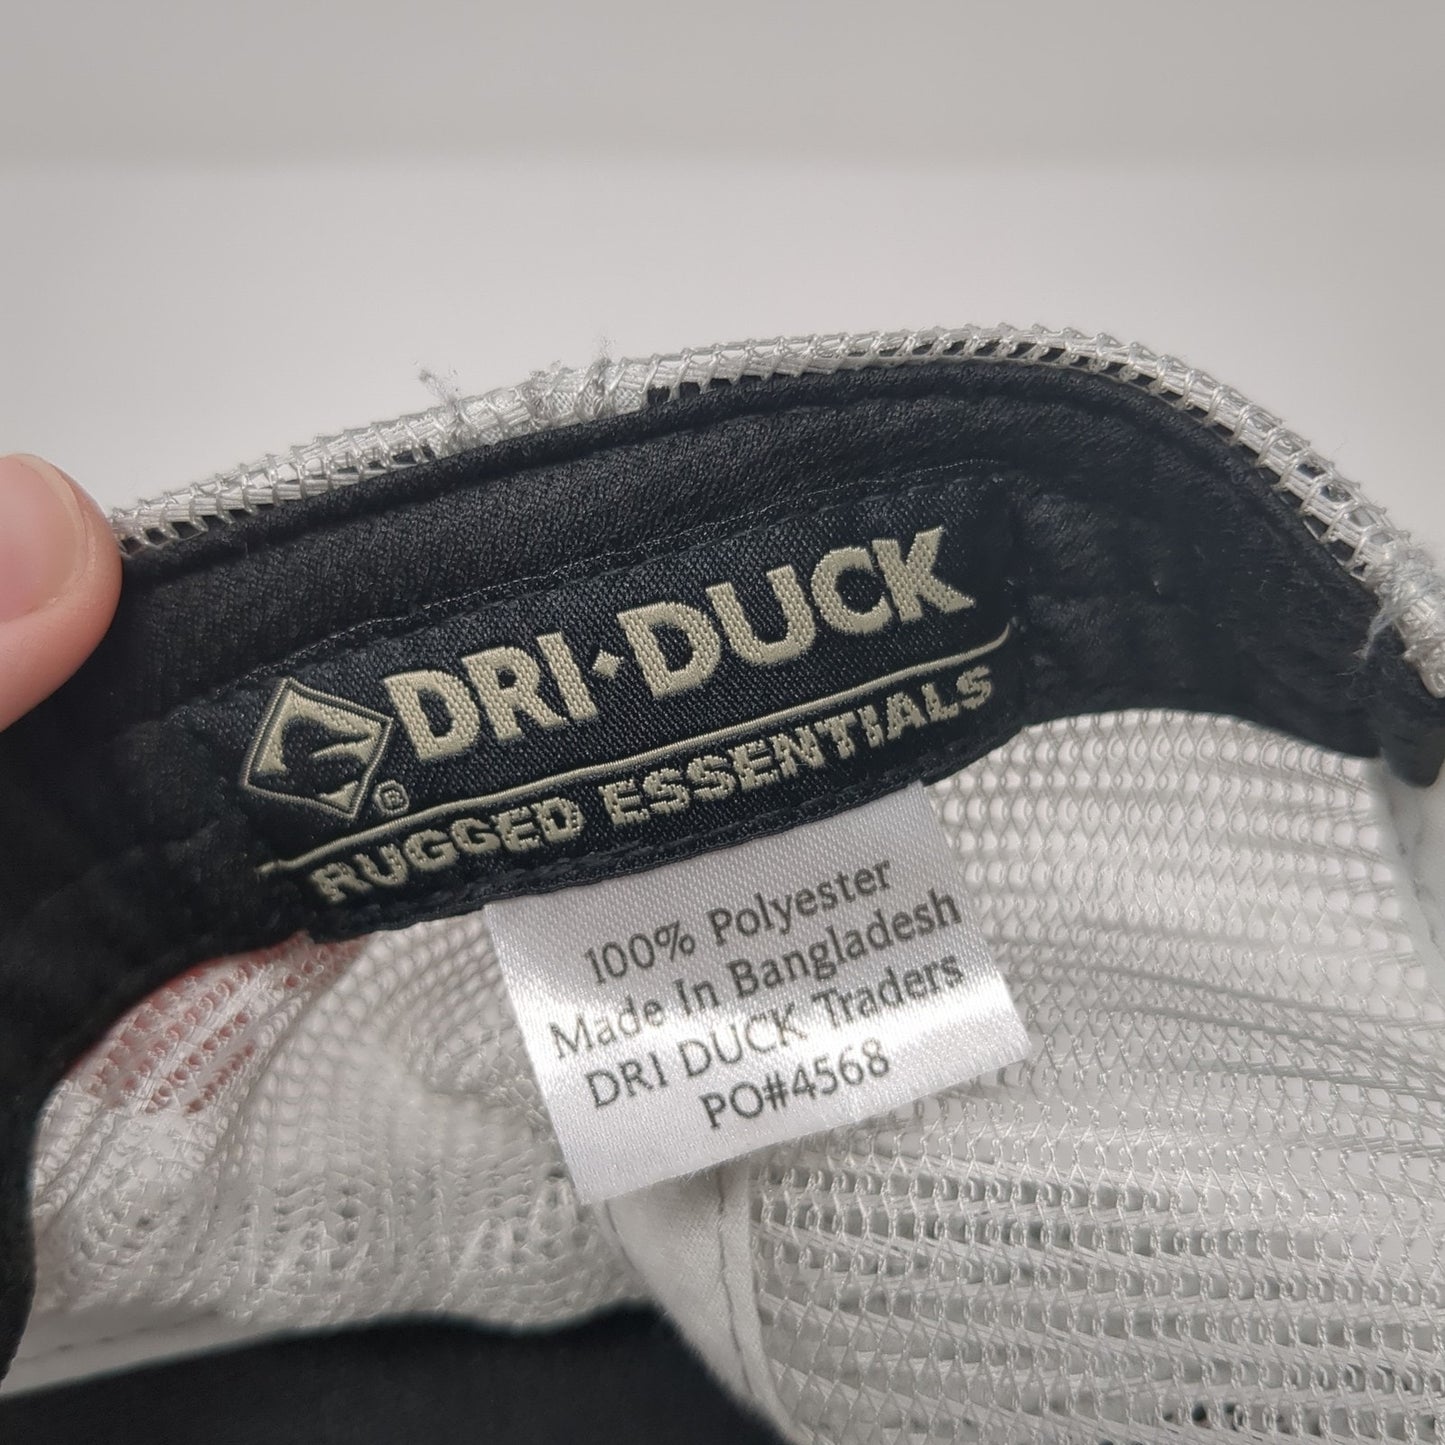 DRI•DUCK
®
RUGGED ESSENTIALS
100% Polyester
Made In Bangladesh
DRI DUCK Traders
PO#4568